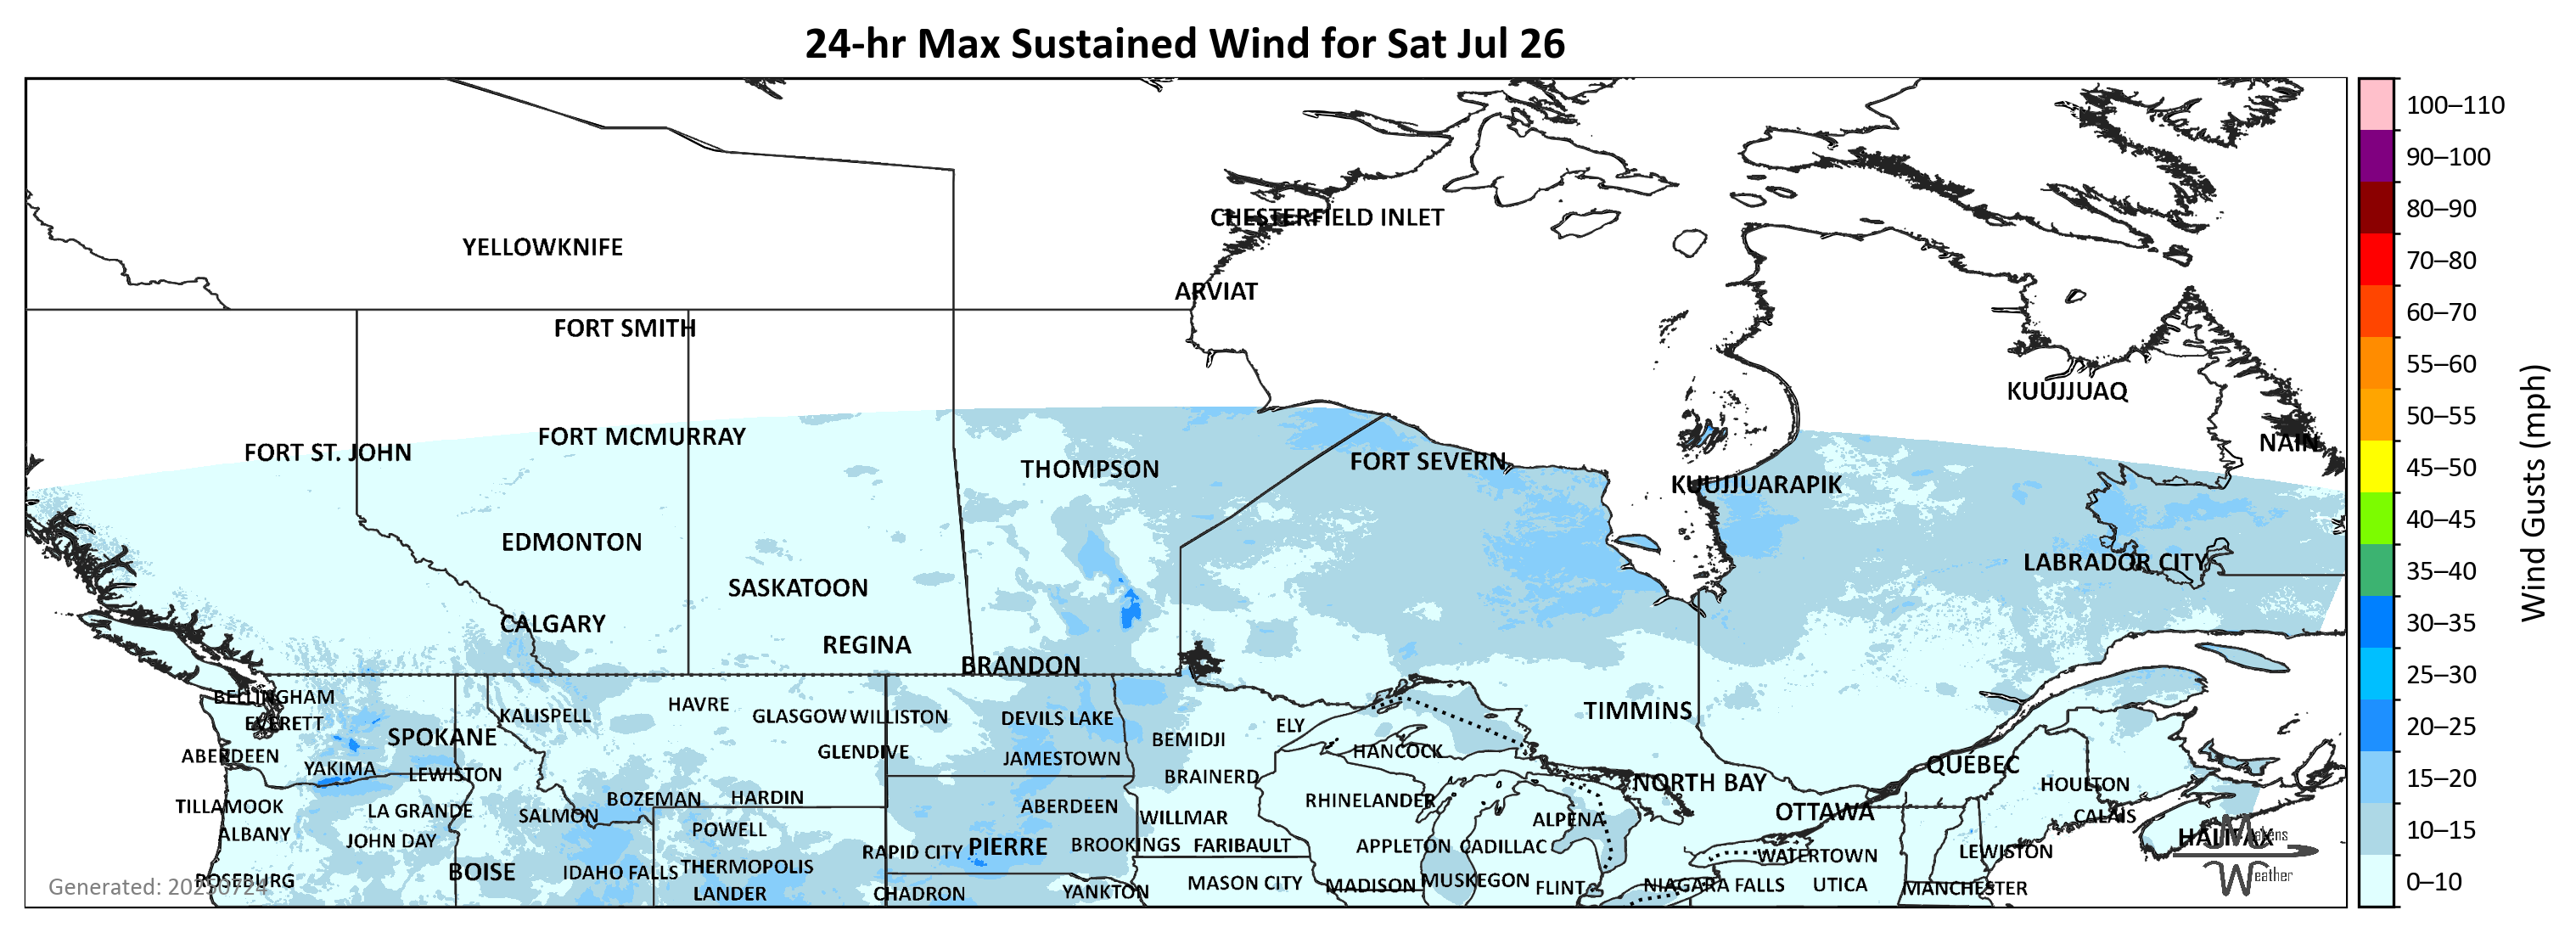 24-hr Max Sustained Wind for Sat Jul 26
100–110
90–100
80–90
70–80
60–70
55–60
50–55
45–50
40–45
35–40
30–35
25–30
20–25
15–20
10–15
0–10
Wind Gusts (mph)
CHESTERFIELD INLET
YELLOWKNIFE
ARVIAT
FORT SMITH
KUUJJUAQ
FORT MCMURRAY
NAIN
FORT ST. JOHN
FORT SEVERN
THOMPSON
KUUJJUARAPIK
EDMONTON
LABRADOR CITY
SASKATOON
CALGARY
REGINA
BRANDON
BELLINGHAM
HAVRE
TIMMINS
KALISPELL
GLASGOW
WILLISTON
DEVILS LAKE
EVERETT
ELY
SPOKANE
BEMIDJI
GLENDIVE
HANCOCK
ABERDEEN
JAMESTOWN
QUÉBEC
YAKIMA
LEWISTON
BRAINERD
NORTH BAY
HOULTON
BOZEMAN
HARDIN
RHINELANDER
TILLAMOOK
LA GRANDE
ABERDEEN
SALMON
WILLMAR
ALPENA
OTTAWA
CALAIS
ALBANY
POWELL
HALIFAX
JOHN DAY
PIERRE
BROOKINGS
FARIBAULT
APPLETON
CADILLAC
RAPID CITY
WATERTOWN
LEWISTON
BOISE
IDAHO FALLS
THERMOPOLIS
ROSEBURG
MASON CITY
MADISON
MUSKEGON
FLINT
NIAGARA FALLS
UTICA
MANCHESTER
LANDER
CHADRON
YANKTON
Generated: 20250724
Makens
Weather